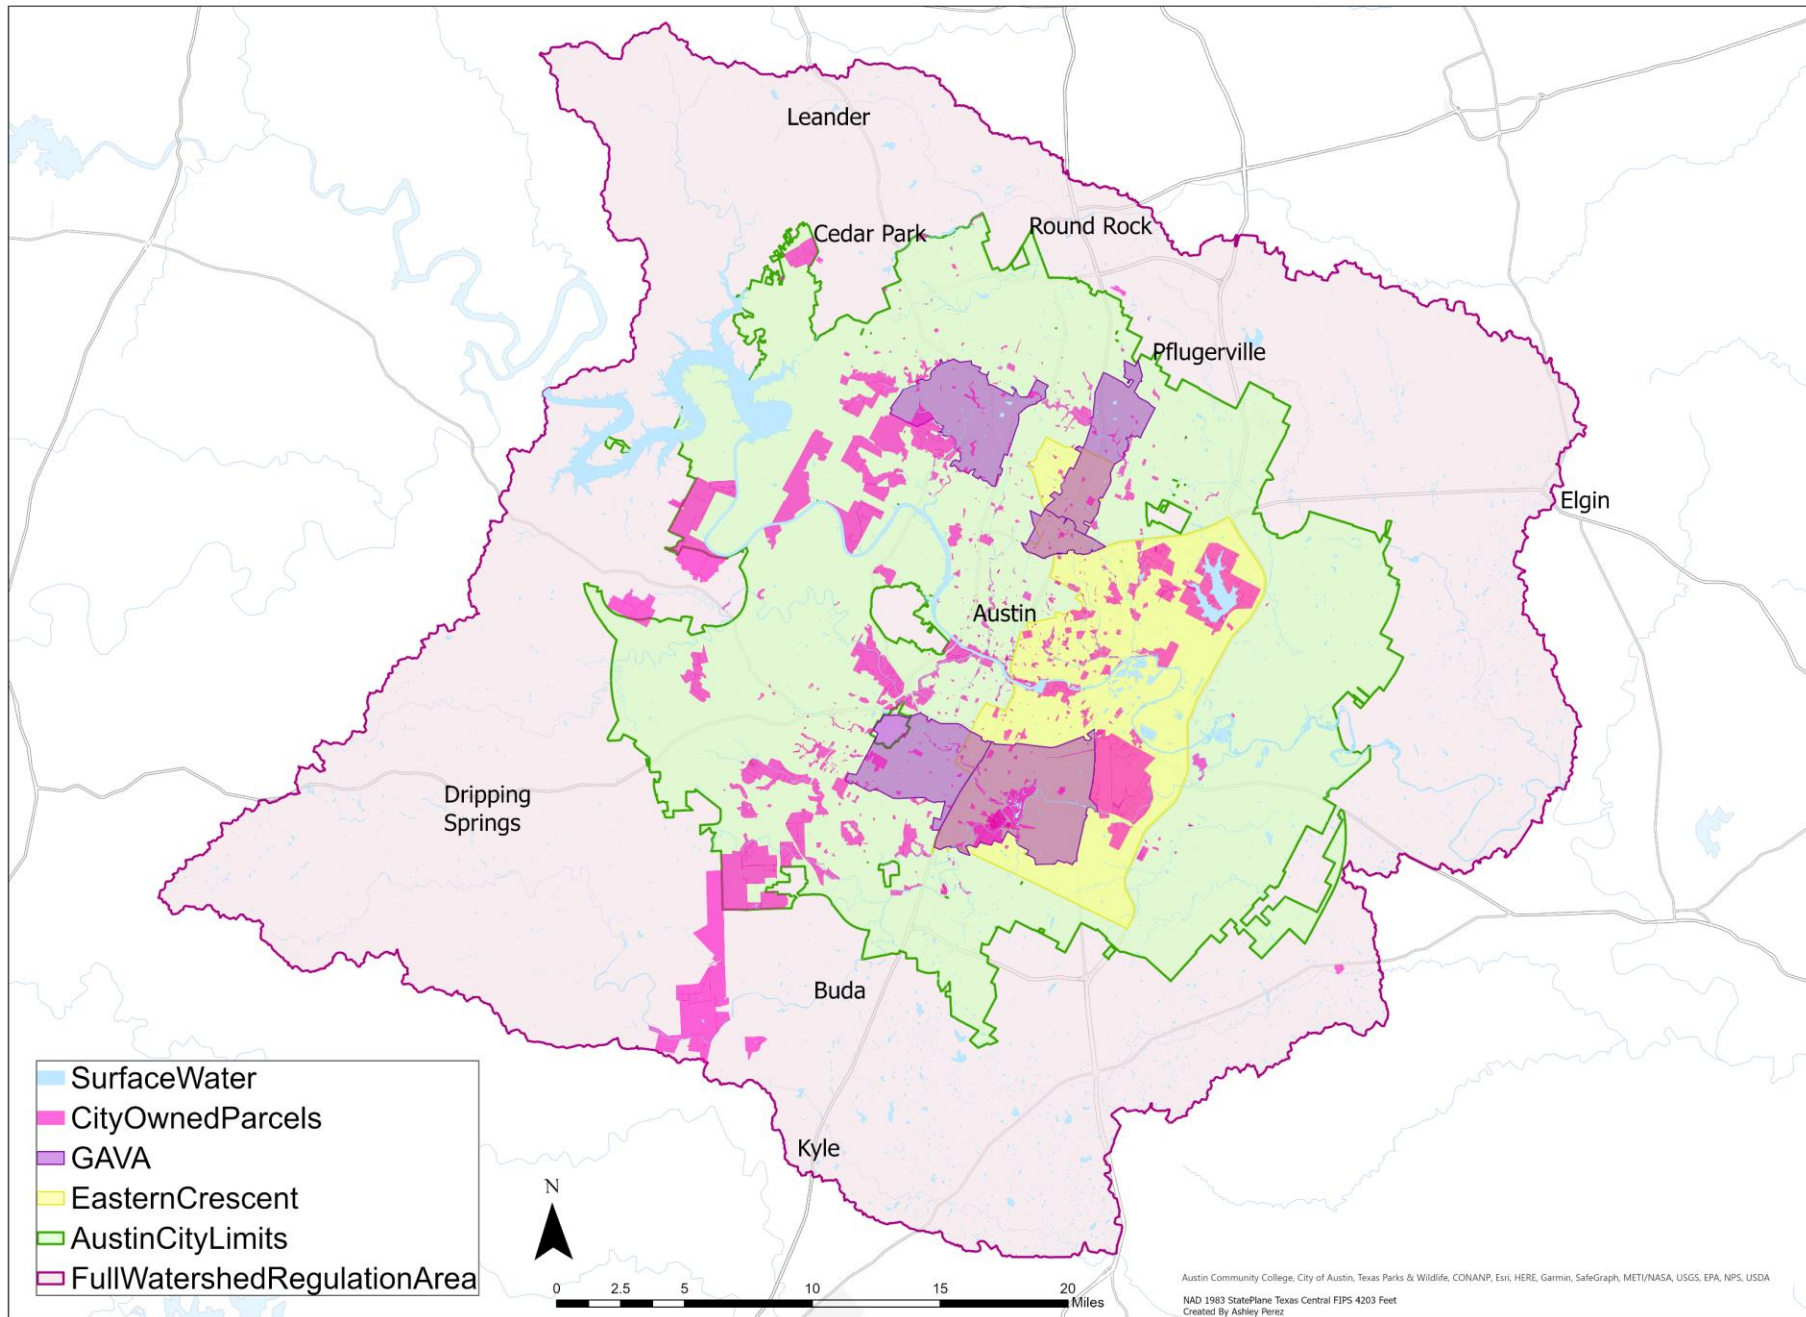 Leander
Cedar Park
Round Rock
Pflugerville
Elgin
Austin
Dripping
Springs
Buda
Kyle
SurfaceWater
CityOwnedParcels
GAVA
EasternCrescent
AustinCityLimits
FullWatershedRegulationArea
N
0 2.5 5 10 15 20
Miles
Austin Community College, City of Austin, Texas Parks & Wildlife, CONANP, Esri, HERE, Garmin, SafeGraph, METI/NASA, USGS, EPA, NPS, USDA
NAD 1983 StatePlane Texas Central FIPS 4203 Feet
Created By Ashley Perez